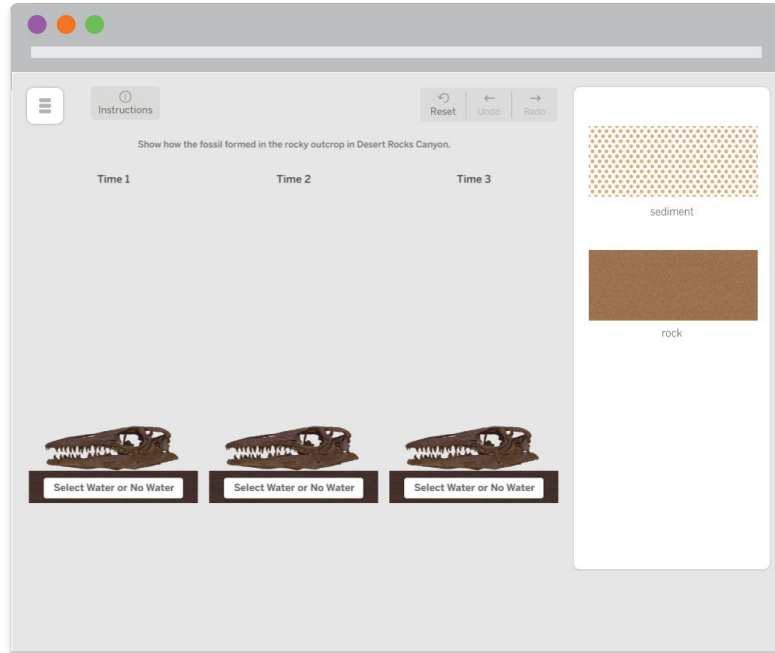 Instructions
Reset
Undo
Redo
Show how the fossil formed in the rocky outcrop in Desert Rocks Canyon.
Time 1
Time 2
Time 3
sediment
rock
Select Water or No Water
Select Water or No Water
Select Water or No Water